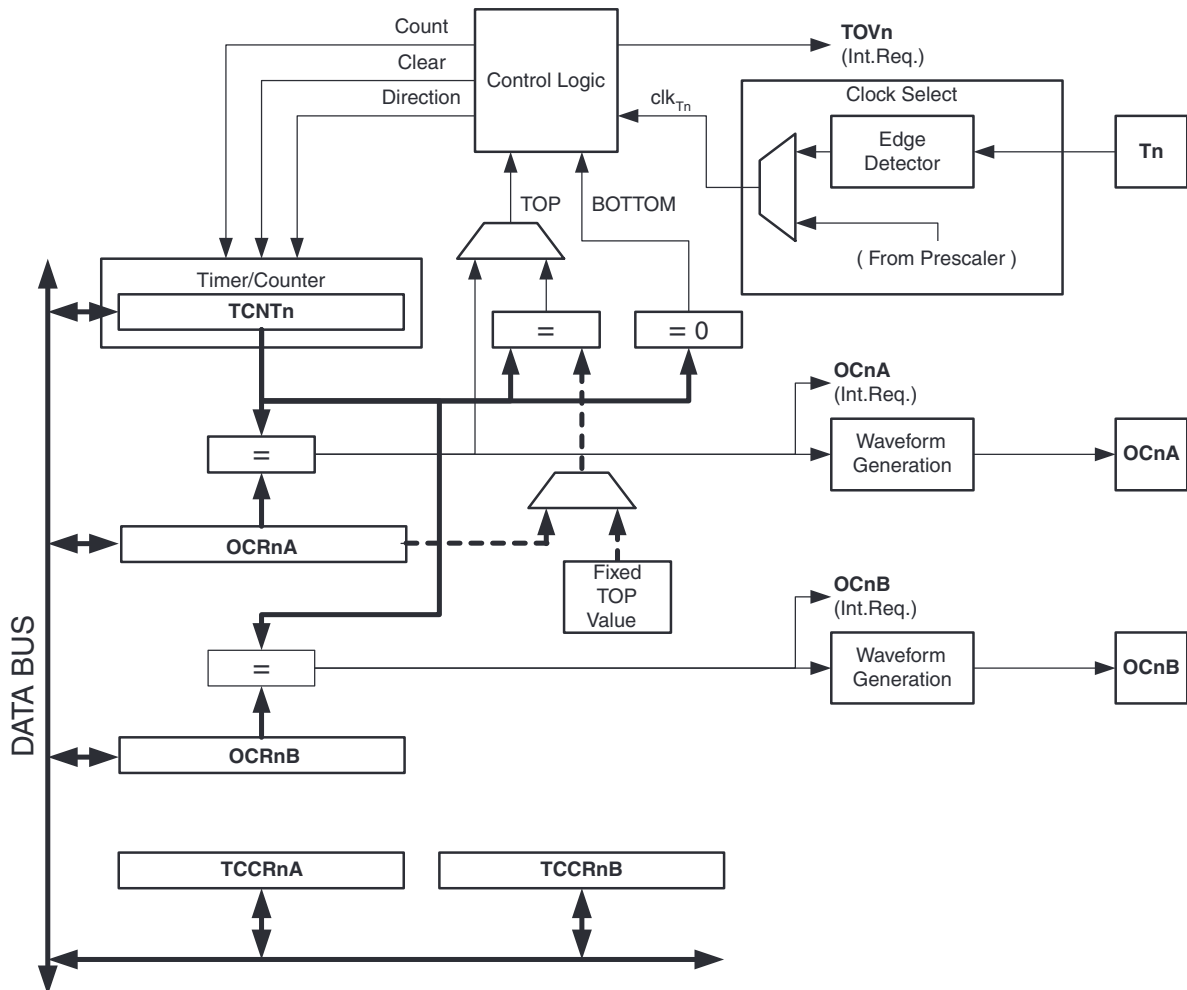 Count
Clear
Direction
Control Logic
TOVn
(Int.Req.)
clkTn
Clock Select
Edge
Detector
Tn
( From Prescaler )
TOP
BOTTOM
Timer/Counter
TCNTn
=
= 0
OCnA
(Int.Req.)
=
Waveform
Generation
OCnA
OCRnA
Fixed
TOP
Value
OCnB
(Int.Req.)
=
Waveform
Generation
OCnB
OCRnB
DATA BUS
TCCRnA
TCCRnB